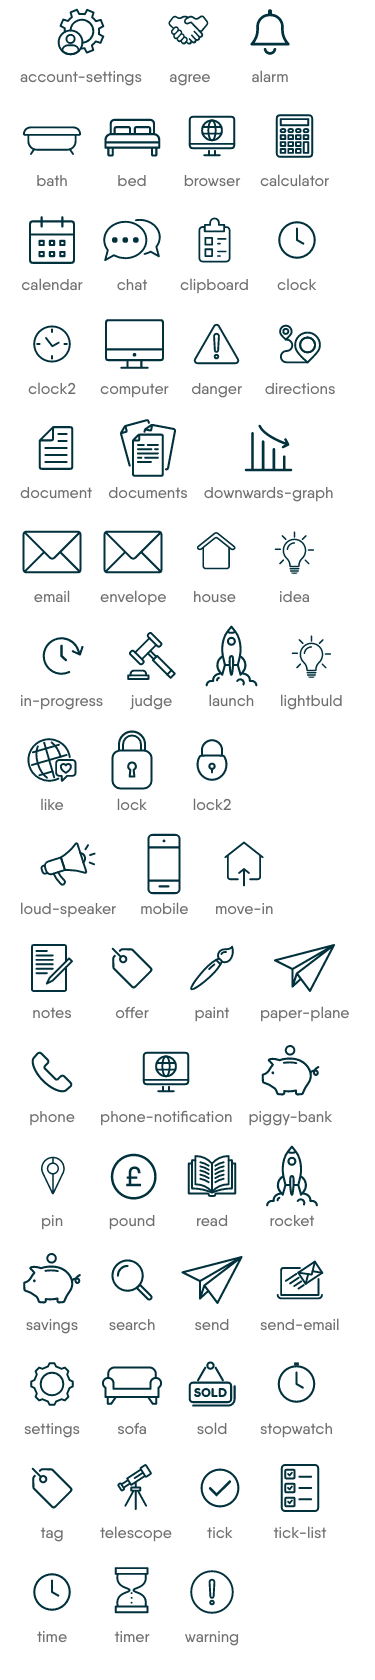 account-settings agree alarm
bath bed browser calculator
calendar chat clipboard clock
clock2 computer danger directions
document documents downwards-graph
email envelope house idea
in-progress judge launch lightbuld
like lock lock2
loud-speaker mobile move-in
notes offer paint paper-plane
phone phone-notification piggy-bank
£
pin pound read rocket
savings search send send-email
SOLD
settings sofa sold stopwatch
tag telescope tick tick-list
time timer warning